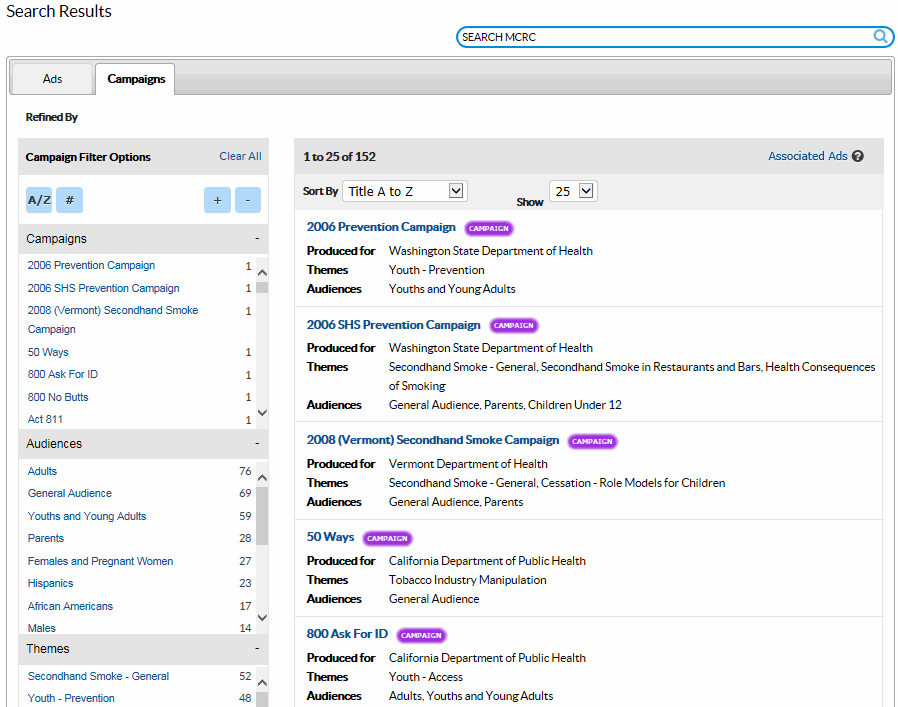 Search Results
SEARCH MCRC
Ads
Campaigns
Refined By
Campaign Filter Options
Clear All
A/Z
#
+
-
Campaigns
-
2006 Prevention Campaign 1
2006 SHS Prevention Campaign 1
2008 (Vermont) Secondhand Smoke 1
Campaign
50 Ways 1
800 Ask For ID 1
800 No Butts 1
Act 811 1
Audiences
-
Adults 76
General Audience 69
Youths and Young Adults 59
Parents 28
Females and Pregnant Women 27
Hispanics 23
African Americans 17
Males 14
Themes
-
Secondhand Smoke - General 52
Youth - Prevention 48
1 to 25 of 152
Associated Ads ?
Sort By Title A to Z
Show 25
2006 Prevention Campaign CAMPAIGN
Produced for Washington State Department of Health
Themes Youth - Prevention
Audiences Youths and Young Adults
2006 SHS Prevention Campaign CAMPAIGN
Produced for Washington State Department of Health
Themes Secondhand Smoke - General, Secondhand Smoke in Restaurants and Bars, Health Consequences
of Smoking
Audiences General Audience, Parents, Children Under 12
2008 (Vermont) Secondhand Smoke Campaign CAMPAIGN
Produced for Vermont Department of Health
Themes Secondhand Smoke - General, Cessation - Role Models for Children
Audiences General Audience, Parents
50 Ways CAMPAIGN
Produced for California Department of Public Health
Themes Tobacco Industry Manipulation
Audiences General Audience
800 Ask For ID CAMPAIGN
Produced for California Department of Public Health
Themes Youth - Access
Audiences Adults, Youths and Young Adults